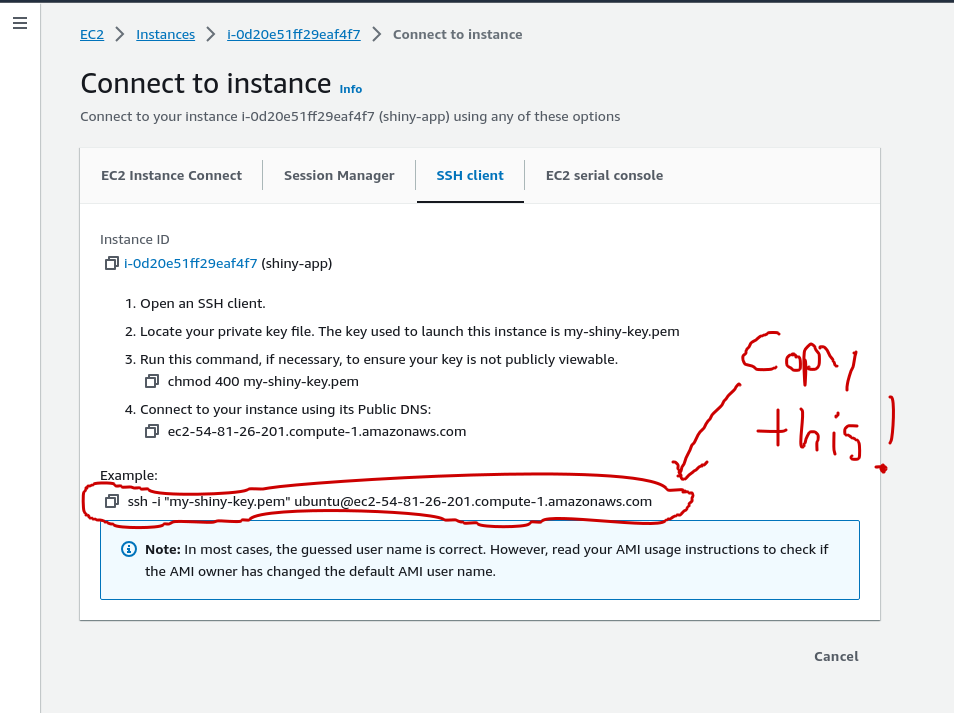 EC2 > Instances > i-0d20e51ff29eaf4f7 > Connect to instance
Connect to instance Info
Connect to your instance i-0d20e51ff29eaf4f7 (shiny-app) using any of these options
EC2 Instance Connect Session Manager SSH client EC2 serial console
Instance ID
i-0d20e51ff29eaf4f7 (shiny-app)
1. Open an SSH client.
2. Locate your private key file. The key used to launch this instance is my-shiny-key.pem
3. Run this command, if necessary, to ensure your key is not publicly viewable.
chmod 400 my-shiny-key.pem
4. Connect to your instance using its Public DNS:
ec2-54-81-26-201.compute-1.amazonaws.com
Copy
this!
Example:
ssh -i "my-shiny-key.pem" ubuntu@ec2-54-81-26-201.compute-1.amazonaws.com
Note: In most cases, the guessed user name is correct. However, read your AMI usage instructions to check if
the AMI owner has changed the default AMI user name.
Cancel